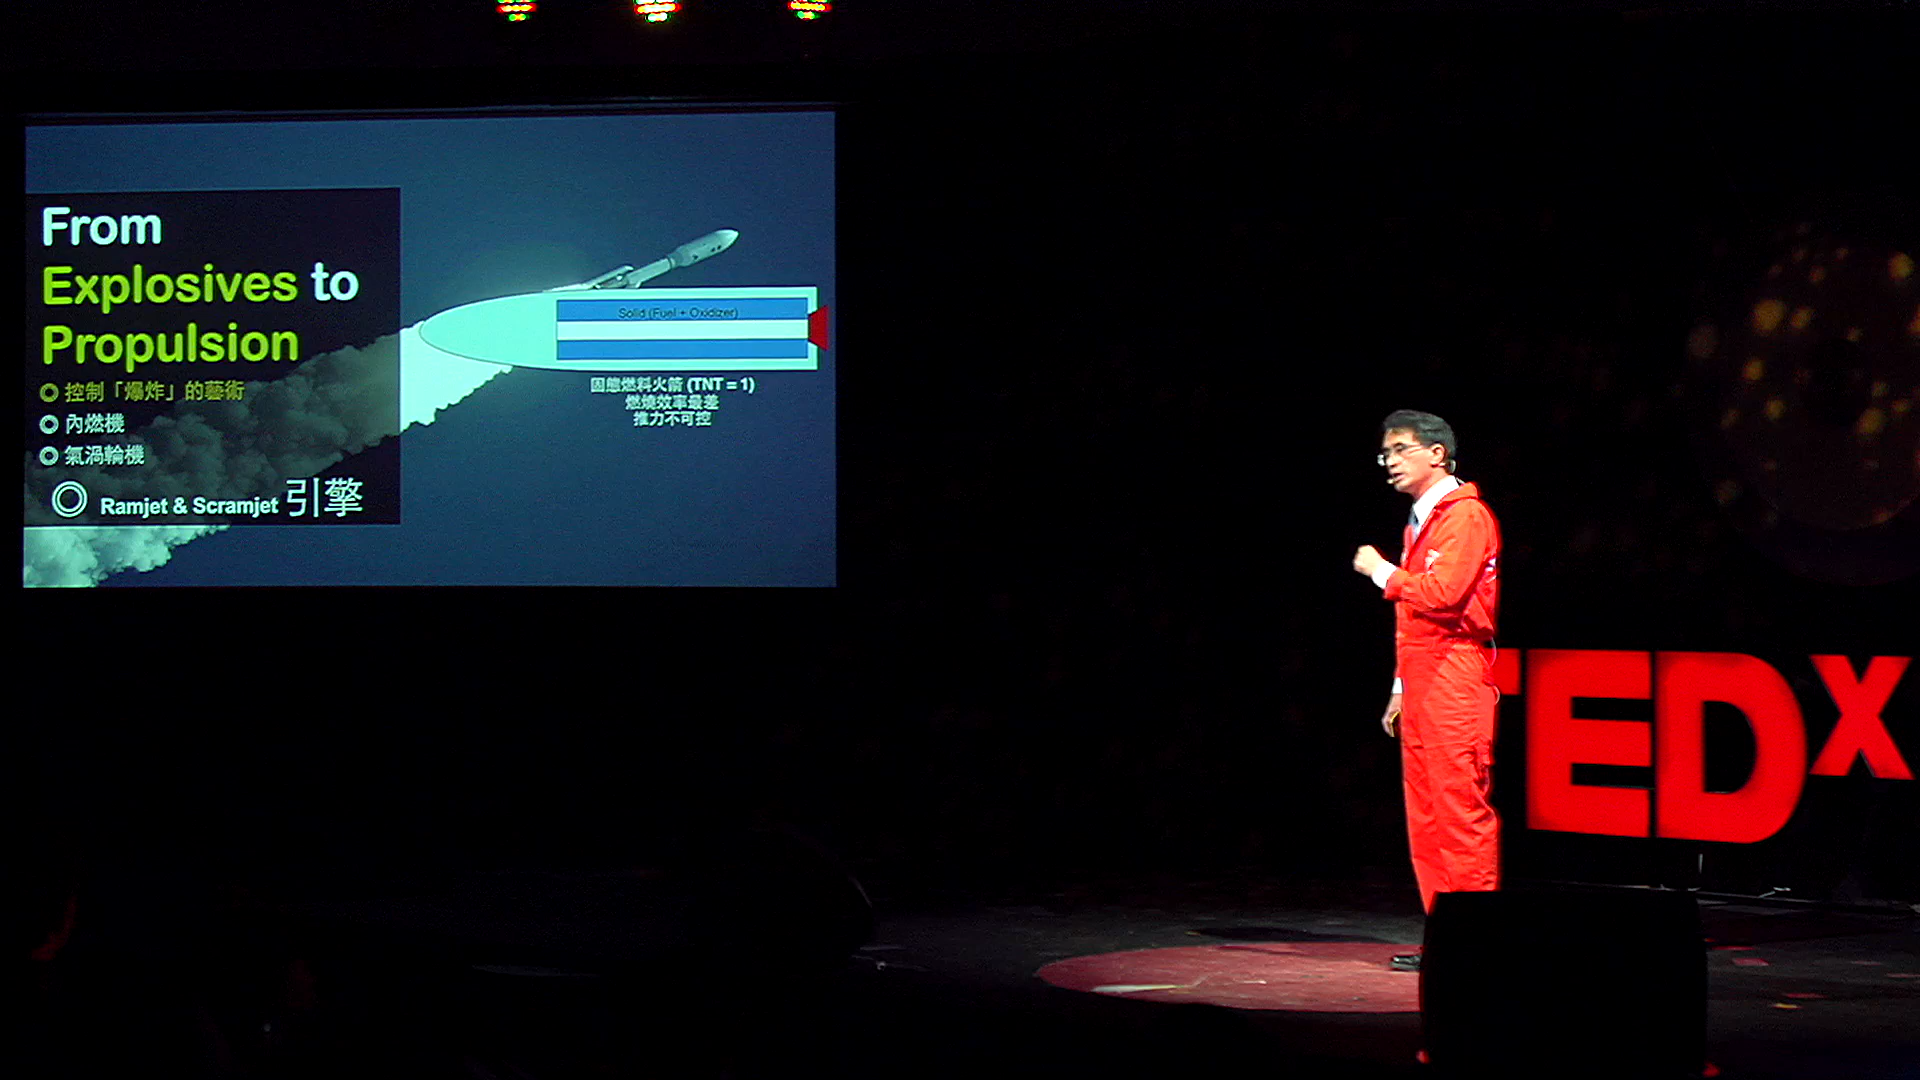 From
Explosives to
Propulsion
控制「爆炸」的藝術
內燃機
氣渦輪機
Ramjet & Scramjet 引擎
Solid (Fuel + Oxidizer)
固態燃料火箭 (TNT = 1)
燃燒效率最差
推力不可控
TEDx